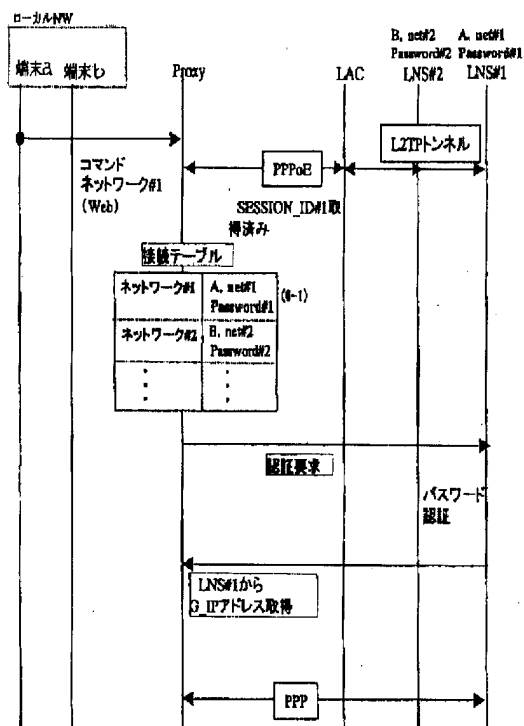 ローカルNW
B, net#2 A, net#1
Password#2 Password#1
端末a 端末b Proxy LAC LNS#2 LNS#1
L2TPトンネル
コマンド
ネットワーク#1
(Web)
PPPoE
SESSION_ID#1取
得済み
接続テーブル
ネットワーク#1 A, net#1
Password#1
(6-1)
ネットワーク#2 B, net#2
Password#2
認証要求
パスワード
認証
LNS#1から
G_IPアドレス取得
PPP